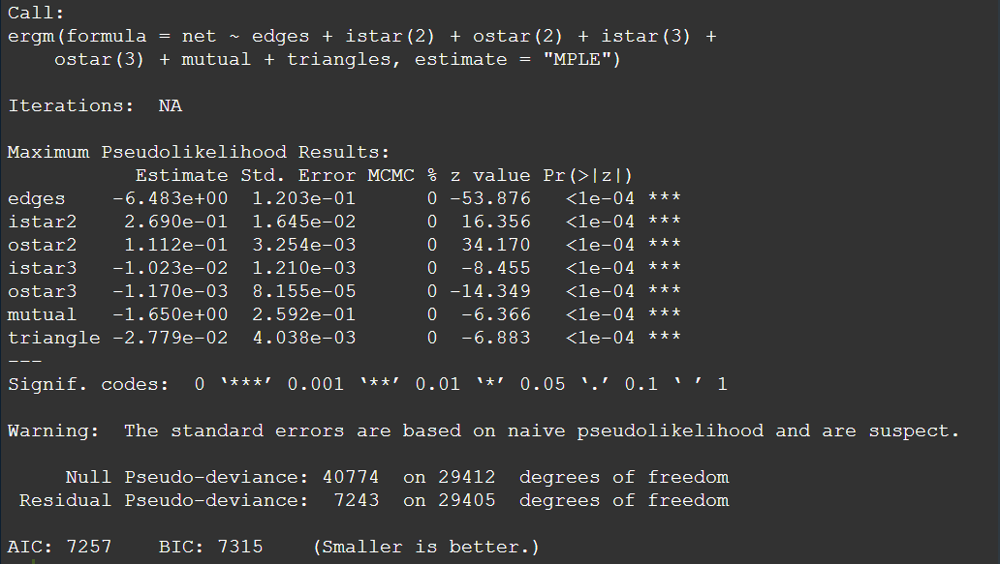 Call:
ergm(formula = net ~ edges + istar(2) + ostar(2) + istar(3) +
    ostar(3) + mutual + triangles, estimate = "MPLE")
Iterations:  NA
Maximum Pseudolikelihood Results:
           Estimate Std. Error MCMC % z value Pr(>|z|)
edges    -6.483e+00  1.203e-01      0 -53.876   <1e-04 ***
istar2    2.690e-01  1.645e-02      0  16.356   <1e-04 ***
ostar2    1.112e-01  3.254e-03      0  34.170   <1e-04 ***
istar3   -1.023e-02  1.210e-03      0  -8.455   <1e-04 ***
ostar3   -1.170e-03  8.155e-05      0 -14.349   <1e-04 ***
mutual   -1.650e+00  2.592e-01      0  -6.366   <1e-04 ***
triangle -2.779e-02  4.038e-03      0  -6.883   <1e-04 ***
---
Signif. codes:  0 ‘***’ 0.001 ‘**’ 0.01 ‘*’ 0.05 ‘.’ 0.1 ‘ ’ 1
Warning:  The standard errors are based on naive pseudolikelihood and are suspect.
     Null Pseudo-deviance: 40774  on 29412  degrees of freedom
 Residual Pseudo-deviance:  7243  on 29405  degrees of freedom
AIC: 7257    BIC: 7315    (Smaller is better.)